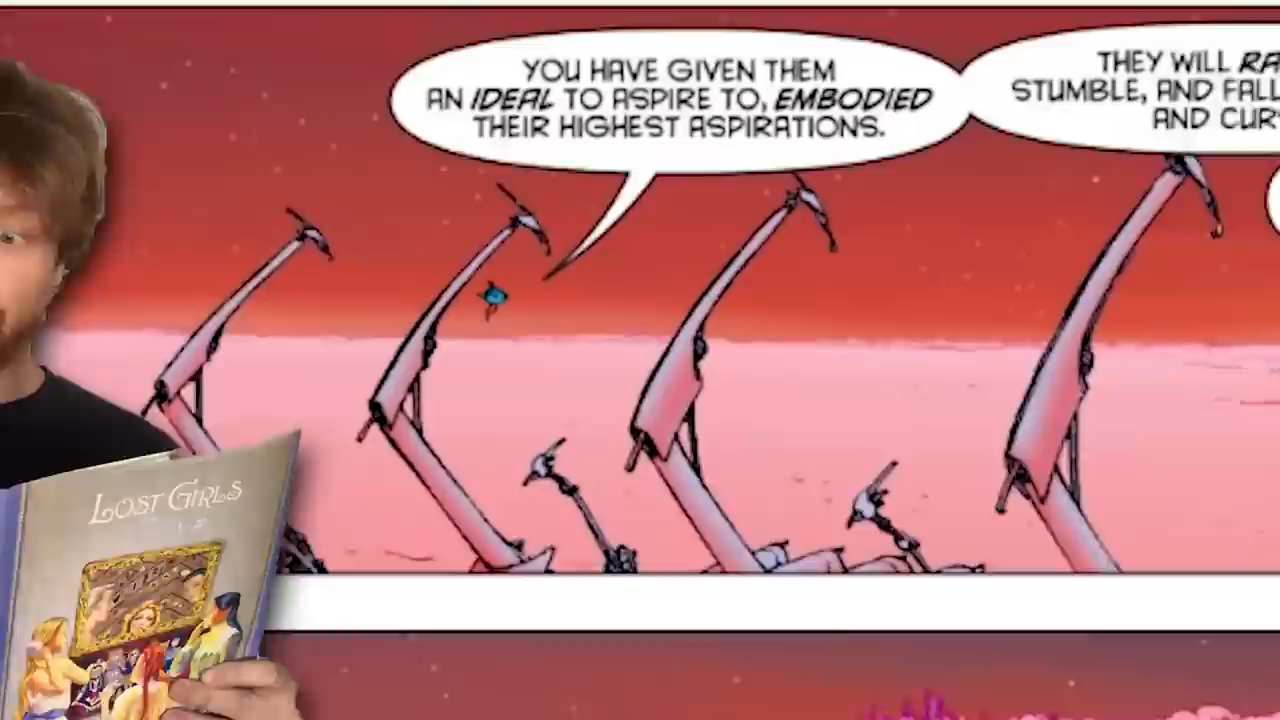 YOU HAVE GIVEN THEM
AN IDEAL TO ASPIRE TO, EMBODIED
THEIR HIGHEST ASPIRATIONS.
THEY WILL
STUMBLE, AND FALL
AND
LOST GIRLS